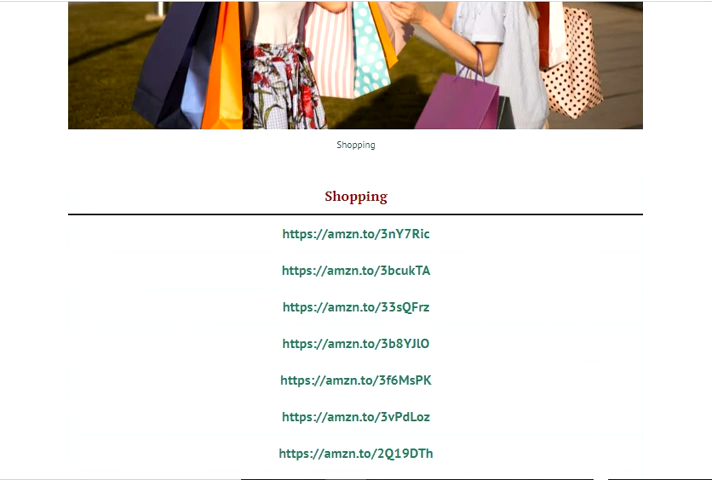 Shopping
Shopping
https://amzn.to/3nY7Ric
https://amzn.to/3bcukTA
https://amzn.to/33sQFrz
https://amzn.to/3b8YJlO
https://amzn.to/3f6MsPK
https://amzn.to/3vPdLoz
https://amzn.to/2Q19DTh